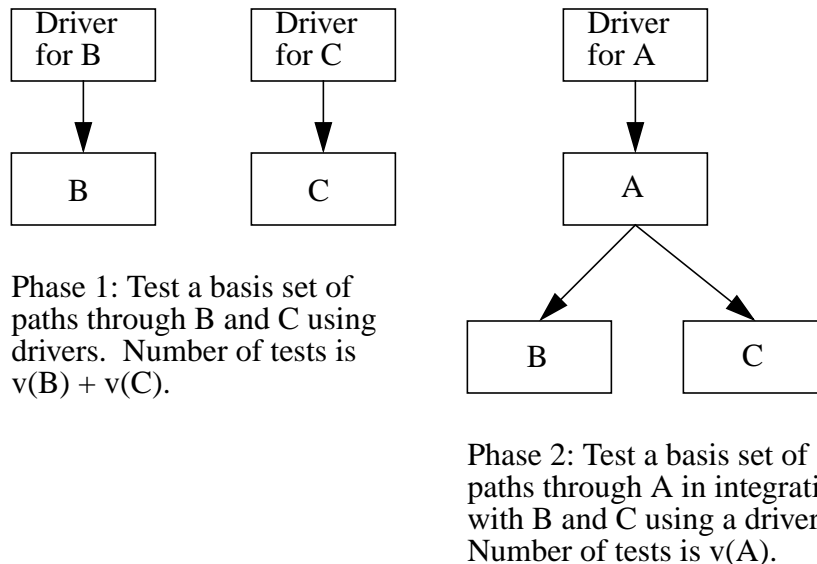 Driver
for B
Driver
for C
Driver
for A
B
C
A
B
C
Phase 1: Test a basis set of
paths through B and C using
drivers.  Number of tests is
v(B) + v(C).
Phase 2: Test a basis set of
paths through A in integrati
with B and C using a driver
Number of tests is v(A).